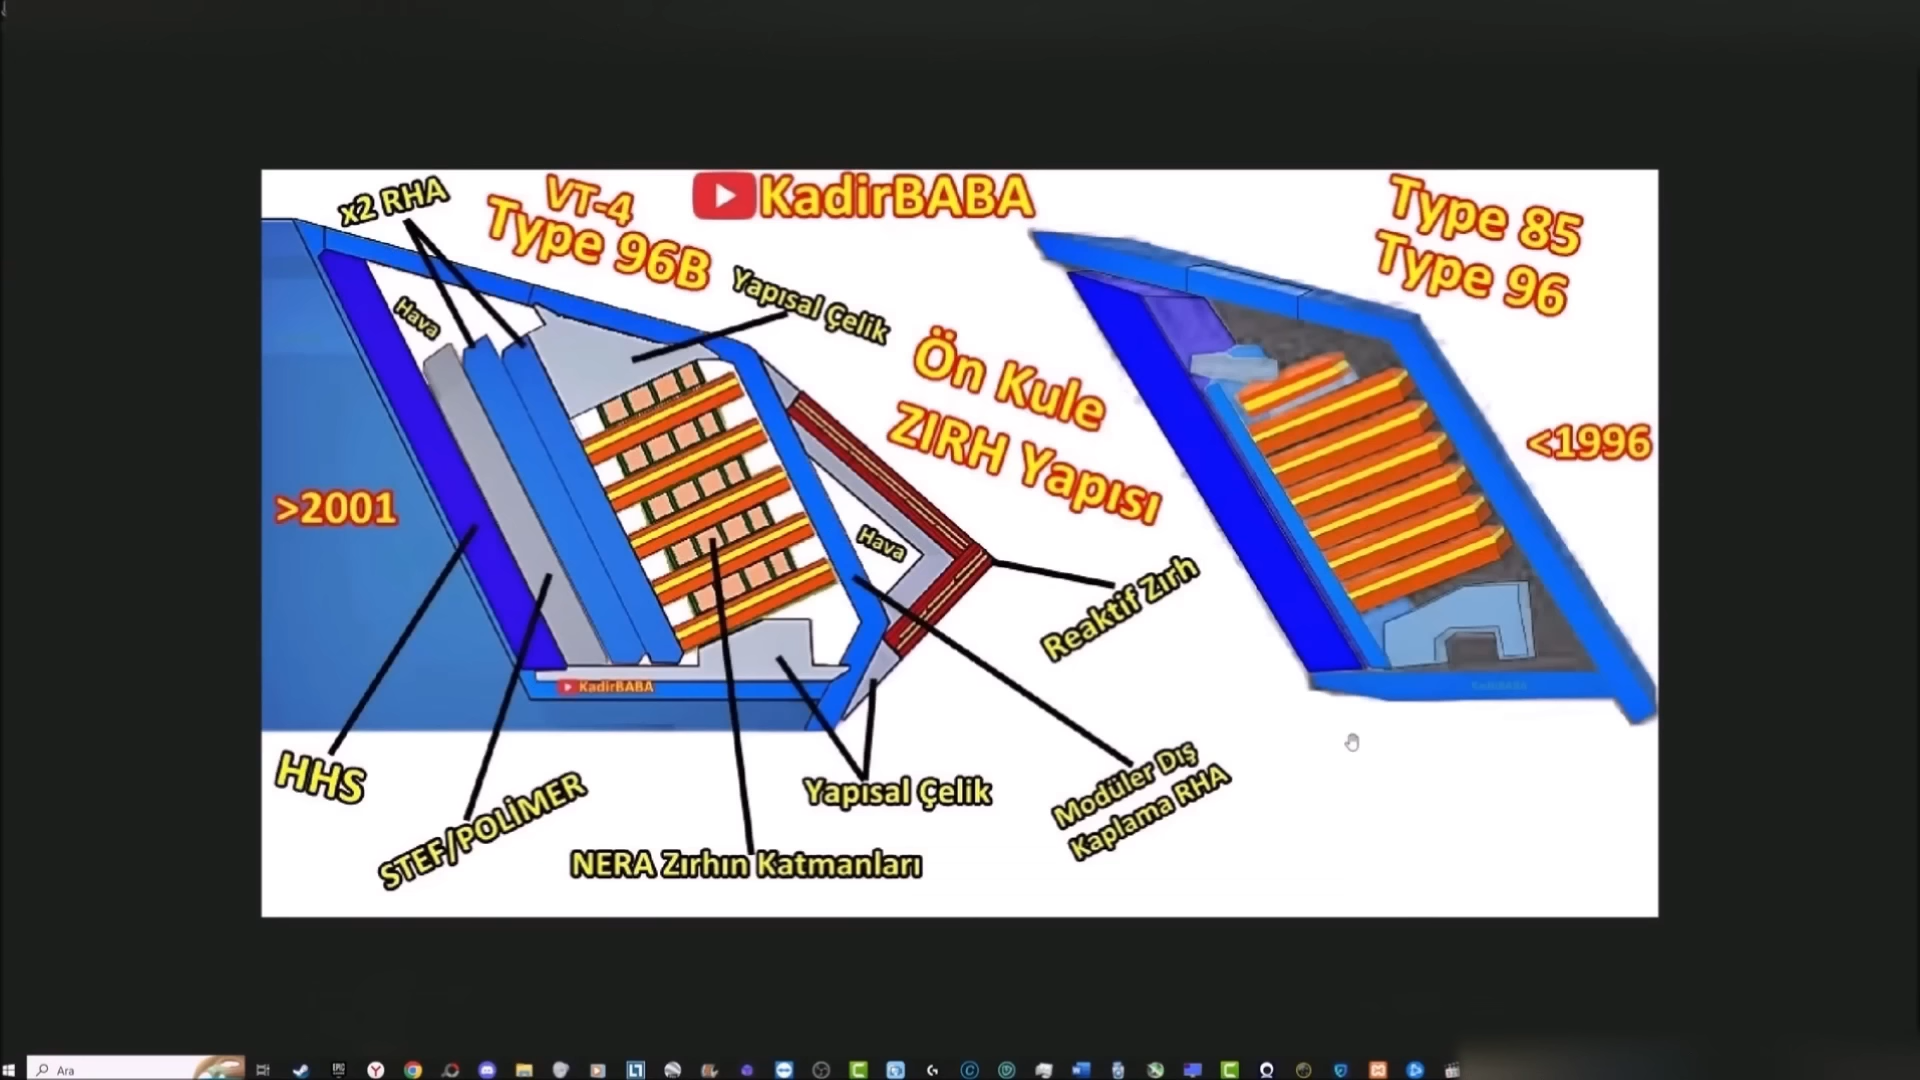 x2 RHA
VT-4
Type 96B
KadirBABA
Type 85
Type 96
Hava
Yapısal Çelik
Ön Kule
ZIRH Yapısı
<1996
>2001
Hava
Reaktif Zırh
KadirBABA
HHS
STEF/POLİMER
Yapısal Çelik
Modüler Dış
Kaplama RHA
NERA Zırhın Katmanları
Ara